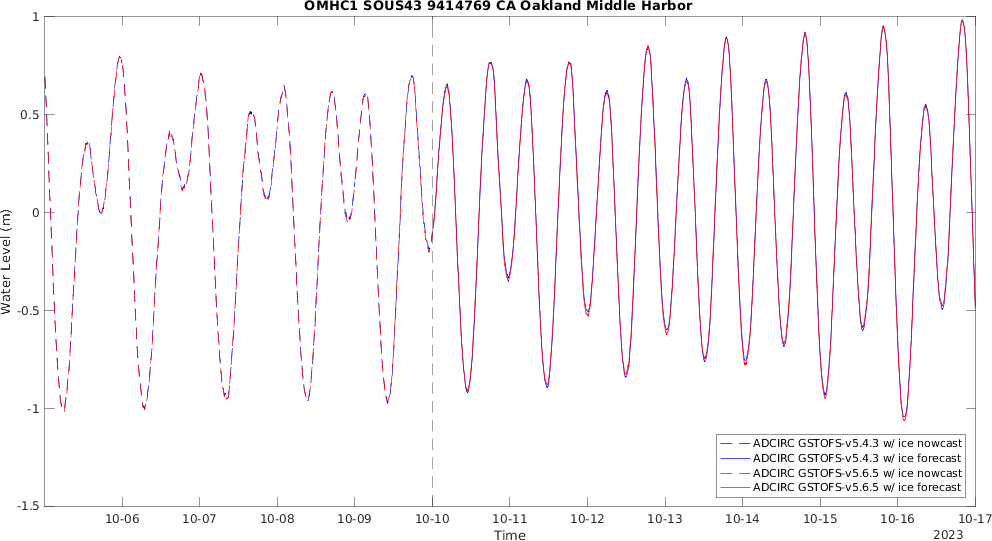 OMHC1 SOUS43 9414769 CA Oakland Middle Harbor
1
0.5
0
-0.5
-1
-1.5
Water Level (m)
10-06 10-07 10-08 10-09 10-10 10-11 10-12 10-13 10-14 10-15 10-16 10-17
Time
2023
ADCIRC GSTOFS-v5.4.3 w/ ice nowcast
ADCIRC GSTOFS-v5.4.3 w/ ice forecast
ADCIRC GSTOFS-v5.6.5 w/ ice nowcast
ADCIRC GSTOFS-v5.6.5 w/ ice forecast